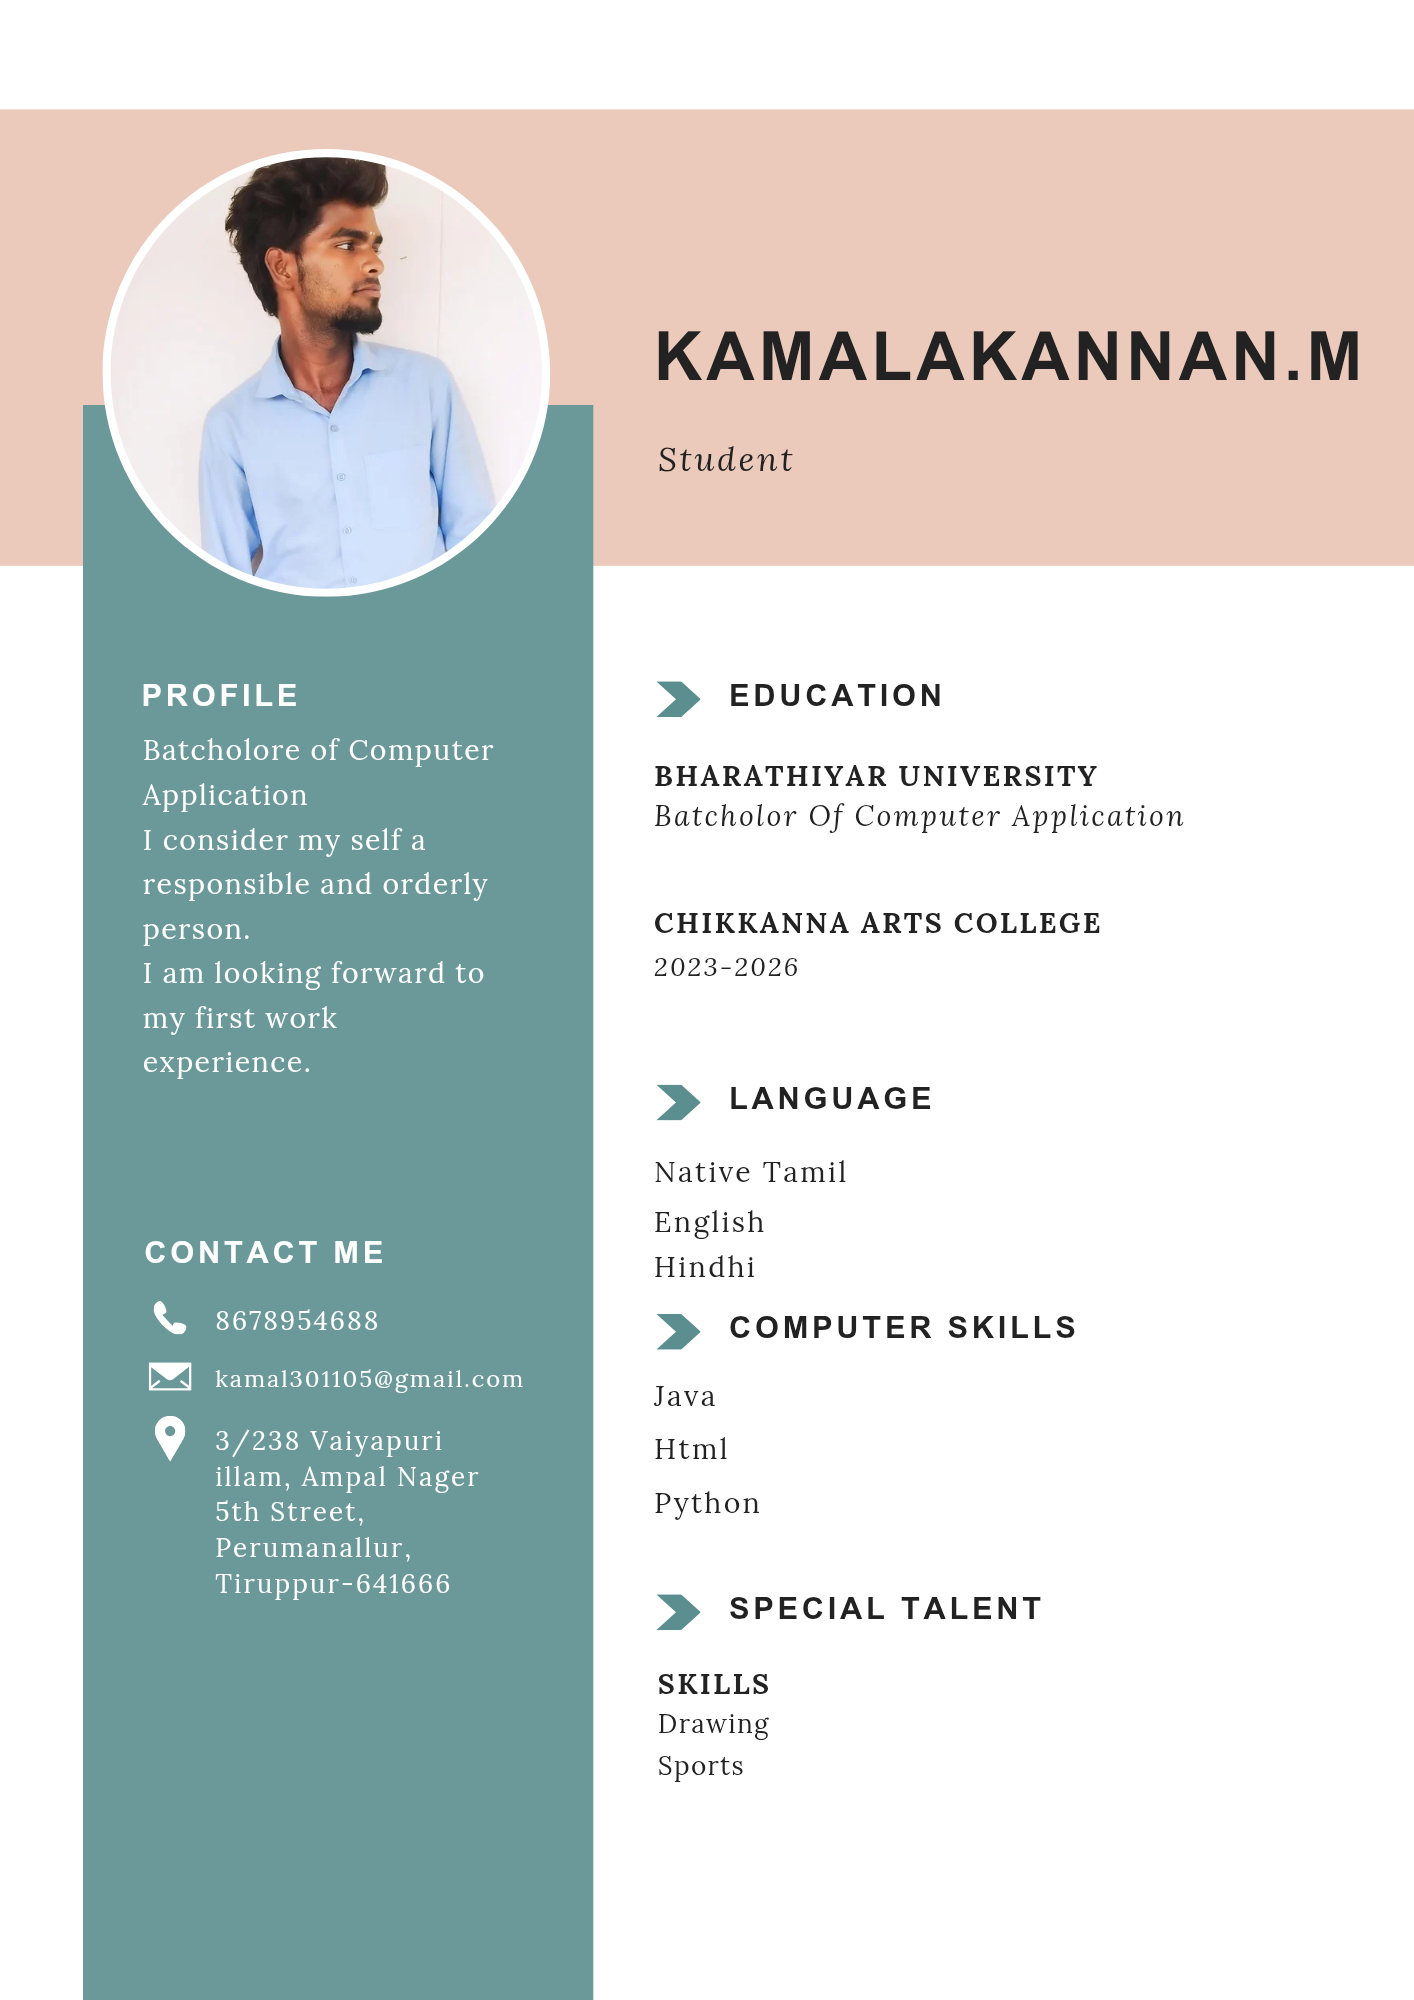 KAMALAKANNAN.M
Student
PROFILE
Batcholore of Computer
Application
I consider my self a
responsible and orderly
person.
I am looking forward to
my first work
experience.
CONTACT ME
8678954688
kamal301105@gmail.com
3/238 Vaiyapuri
illam, Ampal Nager
5th Street,
Perumanallur,
Tiruppur-641666
EDUCATION
BHARATHIYAR UNIVERSITY
Batcholor Of Computer Application
CHIKKANNA ARTS COLLEGE
2023-2026
LANGUAGE
Native Tamil
English
Hindhi
COMPUTER SKILLS
Java
Html
Python
SPECIAL TALENT
SKILLS
Drawing
Sports